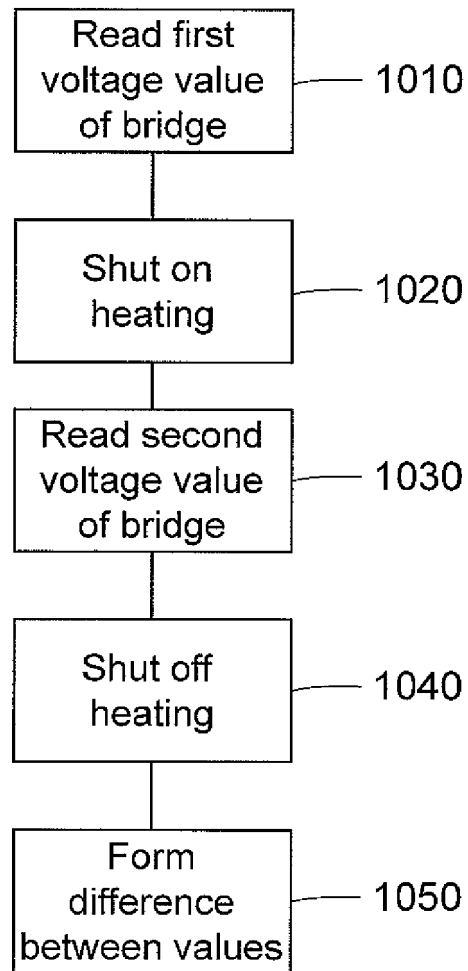 Read first
voltage value
of bridge
1010
Shut on
heating
1020
Read second
voltage value
of bridge
1030
Shut off
heating
1040
Form
difference
between values
1050